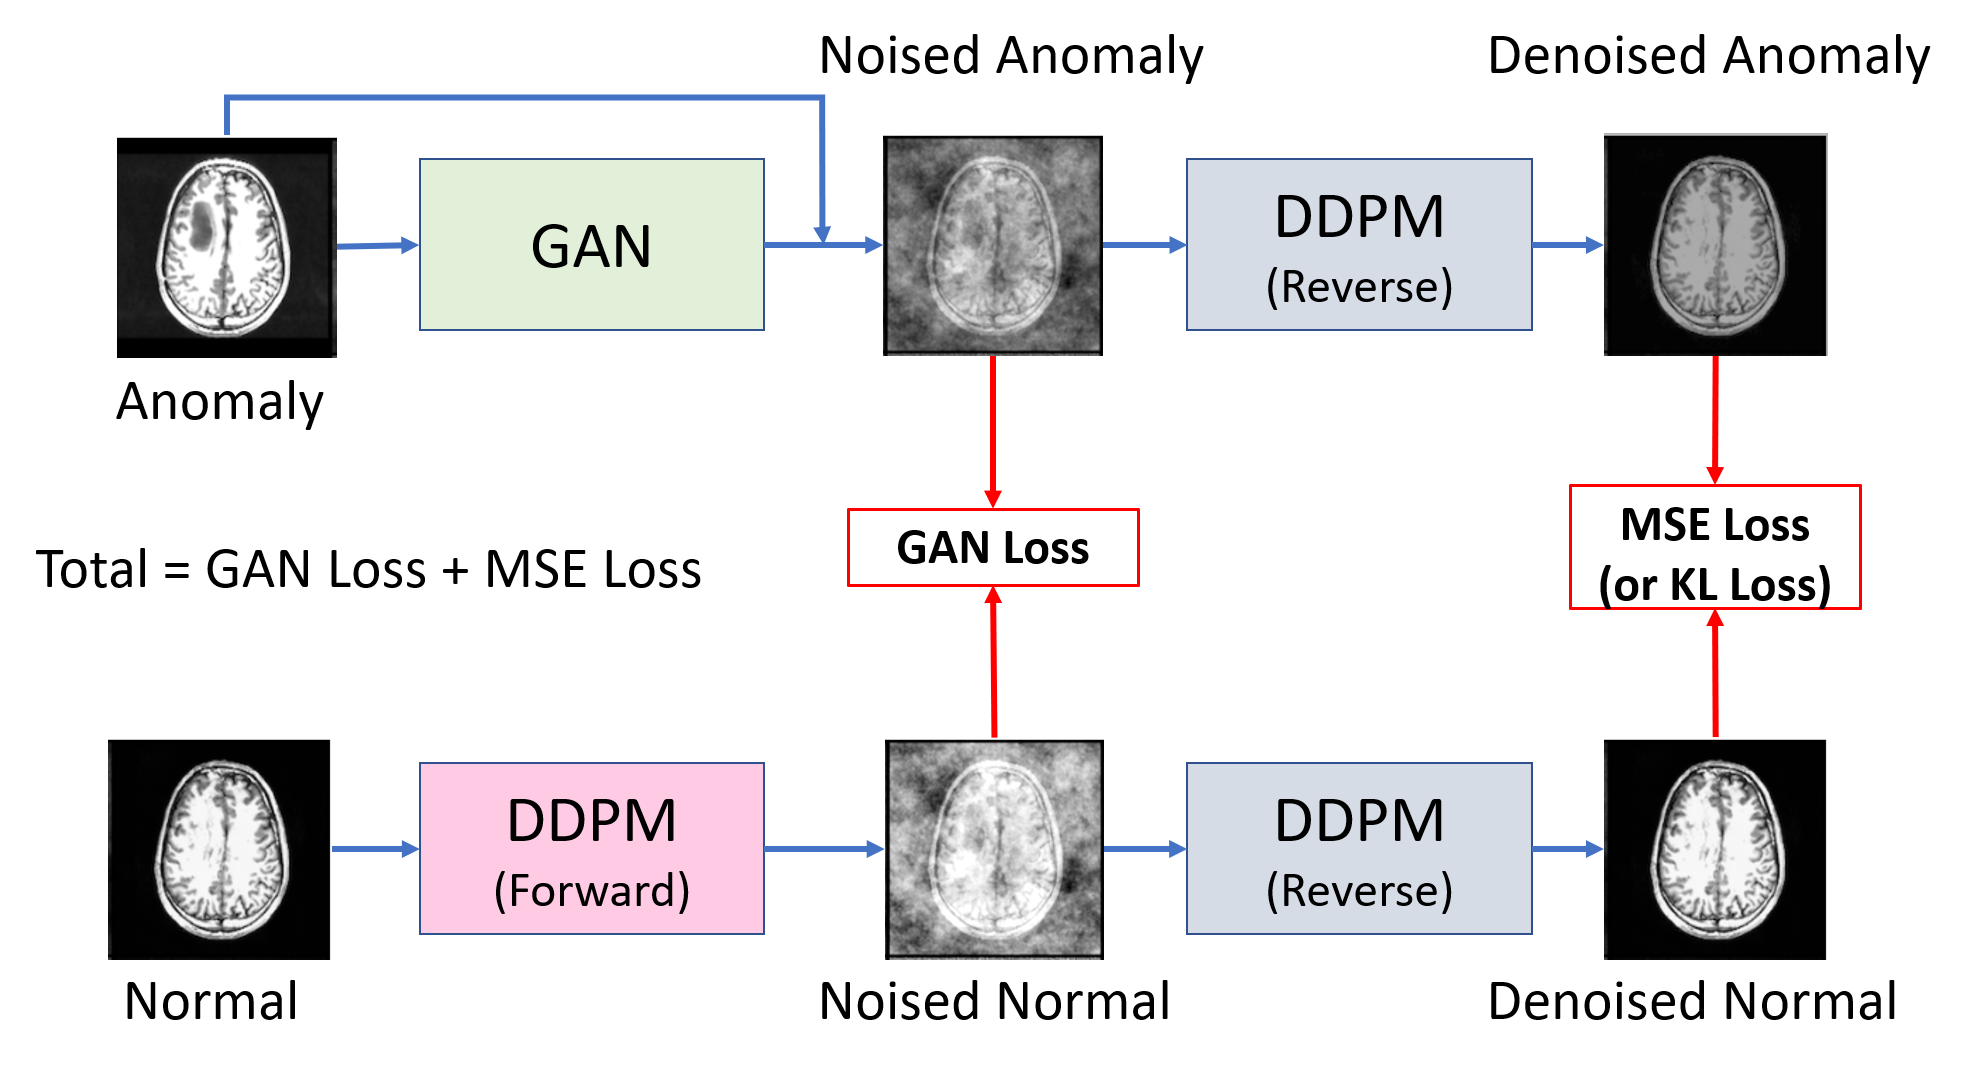 Noised Anomaly
Denoised Anomaly
GAN
DDPM
(Reverse)
Anomaly
Total = GAN Loss + MSE Loss
GAN Loss
MSE Loss
(or KL Loss)
DDPM
(Forward)
DDPM
(Reverse)
Normal
Noised Normal
Denoised Normal